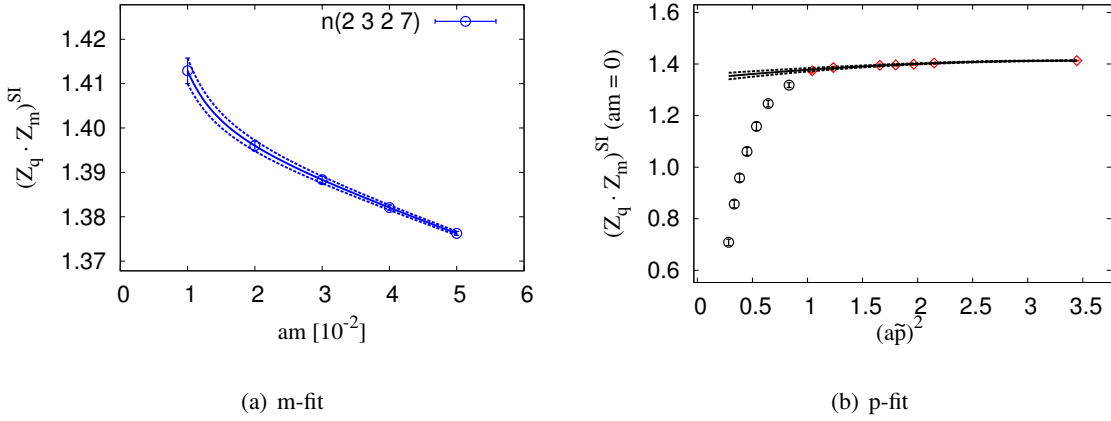 n(2 3 2 7)
(Z_q · Z_m)^SI
1.42
1.41
1.40
1.39
1.38
1.37
0 1 2 3 4 5 6
am [10^-2]
(a) m-fit
(Z_q · Z_m)^SI (am = 0)
1.6
1.4
1.2
1.0
0.8
0.6
0 0.5 1 1.5 2 2.5 3 3.5
(ap̃)^2
(b) p-fit